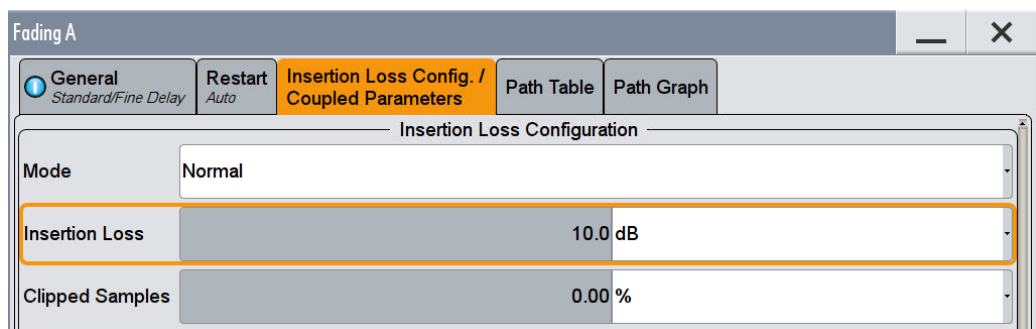 Fading A
General
Standard/Fine Delay
Restart
Auto
Insertion Loss Config. /
Coupled Parameters
Path Table
Path Graph
Insertion Loss Configuration
Mode Normal
Insertion Loss 10.0 dB
Clipped Samples 0.00 %